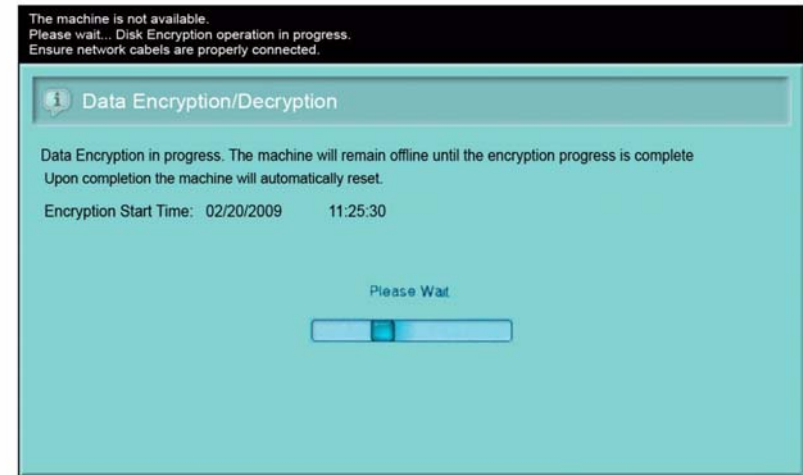 The machine is not available.
Please wait... Disk Encryption operation in progress.
Ensure network cabels are properly connected.
Data Encryption/Decryption
Data Encryption in progress. The machine will remain offline until the encryption progress is complete
Upon completion the machine will automatically reset.
Encryption Start Time: 02/20/2009 11:25:30
Please Wait